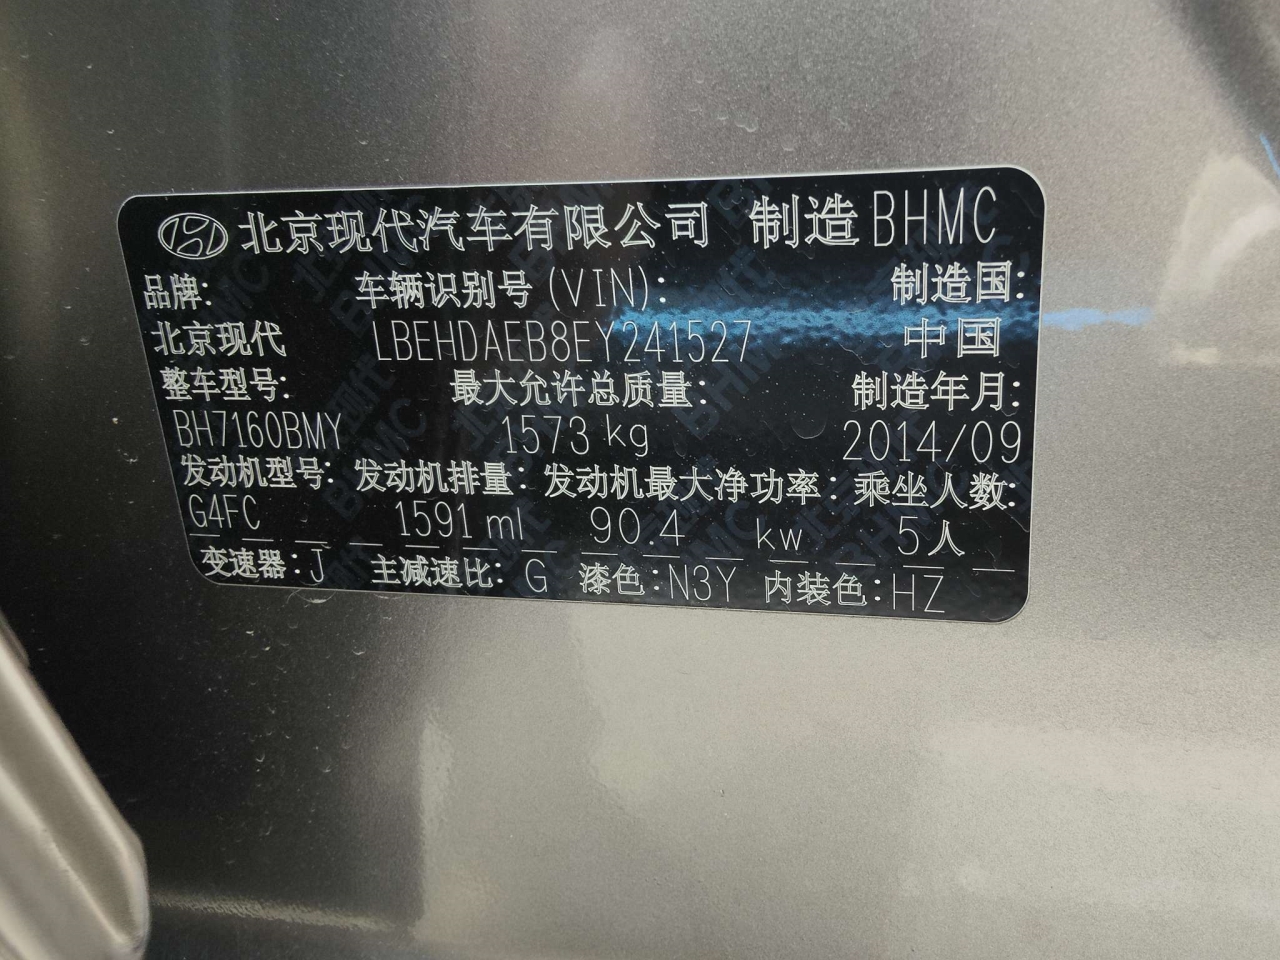 北京现代汽车有限公司 制造 BHMC
品牌: 车辆识别号 (VIN): 制造国:
北京现代 LBEHDAEB8EY241527 中国
整车型号: 最大允许总质量: 制造年月:
BH7160BMY 1573 kg 2014/09
发动机型号: 发动机排量: 发动机最大净功率: 乘坐人数:
G4FC 1591 ml 90.4 kw 5人
变速器: J 主减速比: G 漆色: N3Y 内装色: HZ